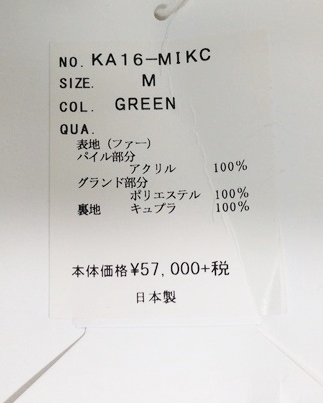 NO. KA16-MIKC
SIZE. M
COL. GREEN
QUA.
表地（ファー）
パイル部分
アクリル 100%
グランド部分
ポリエステル 100%
裏地 キュプラ 100%
本体価格¥57,000+税
日本製